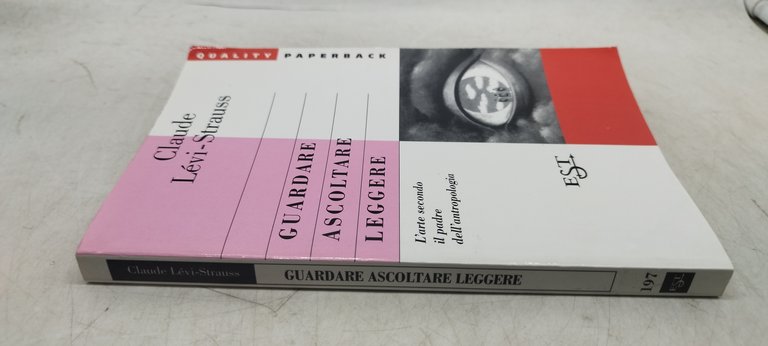 QUALITY PAPERBACK
Claude
Lévi-Strauss
GUARDARE
ASCOLTARE
LEGGERE
L'arte secondo
il padre
dell'antropologia
EST
Claude Lévi-Strauss
GUARDARE ASCOLTARE LEGGERE
197
EST